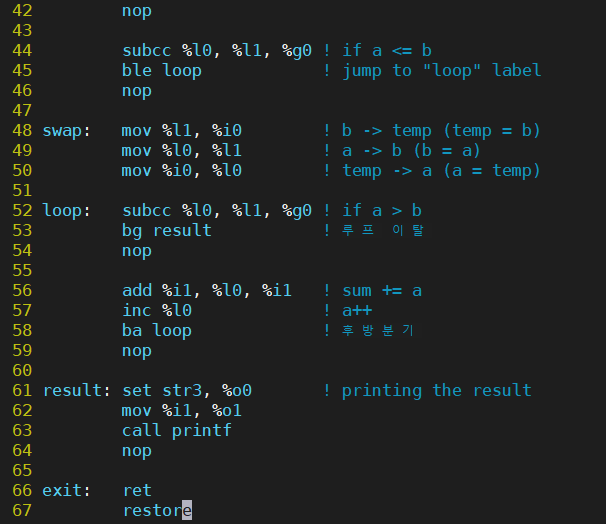 42          nop
43
44          subcc %l0, %l1, %g0 ! if a <= b
45          ble loop            ! jump to "loop" label
46          nop
47
48 swap:    mov %l1, %i0        ! b -> temp (temp = b)
49          mov %l0, %l1        ! a -> b (b = a)
50          mov %i0, %l0        ! temp -> a (a = temp)
51
52 loop:    subcc %l0, %l1, %g0 ! if a > b
53          bg result           ! 루프 이탈
54          nop
55
56          add %i1, %l0, %i1   ! sum += a
57          inc %l0             ! a++
58          ba loop             !후방분기
59          nop
60
61 result:  set str3, %o0       ! printing the result
62          mov %i1, %o1
63          call printf
64          nop
65
66 exit:    ret
67          restore